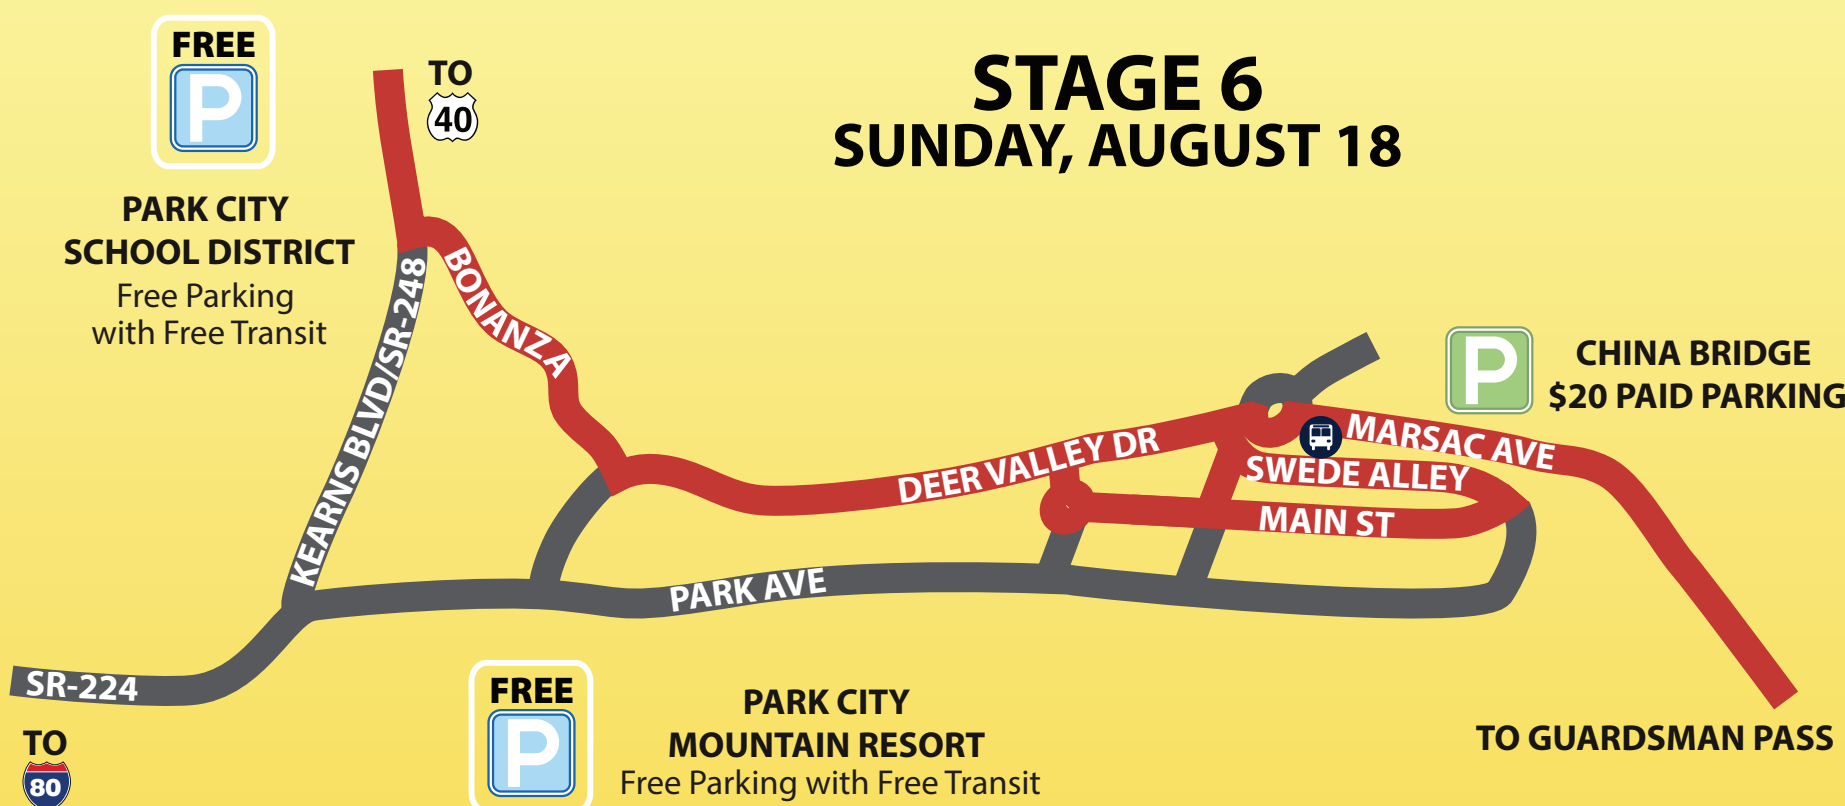 STAGE 6
SUNDAY, AUGUST 18
FREE
P
PARK CITY
SCHOOL DISTRICT
Free Parking
with Free Transit
TO
40
KEARNS BLVD/SR-248
BONANZA
DEER VALLEY DR
P
CHINA BRIDGE
$20 PAID PARKING
MARSAC AVE
SWEDE ALLEY
MAIN ST
PARK AVE
SR-224
TO
80
FREE
P
PARK CITY
MOUNTAIN RESORT
Free Parking with Free Transit
TO GUARDSMAN PASS